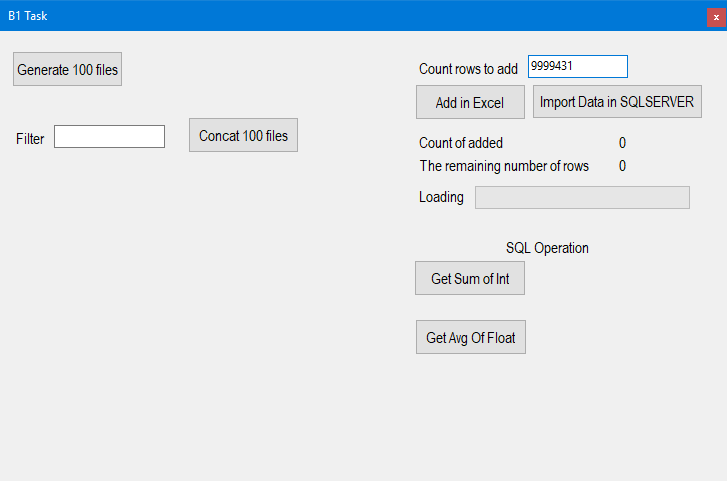 B1 Task
x
Generate 100 files
Filter
Concat 100 files
Count rows to add
9999431
Add in Excel
Import Data in SQLSERVER
Count of added 0
The remaining number of rows 0
Loading
SQL Operation
Get Sum of Int
Get Avg Of Float